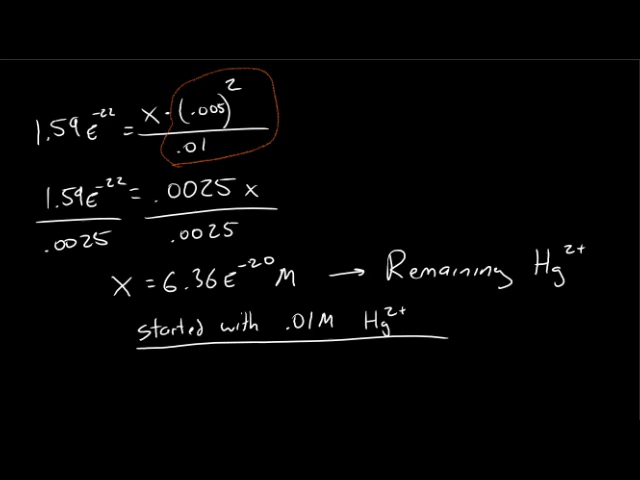 1.59E^-22 = x · (.005)^2 / .01
1.59E^-22 / .0025 = .0025 x / .0025
x = 6.36E^-20 M → Remaining Hg^2+
started with .01M Hg^2+